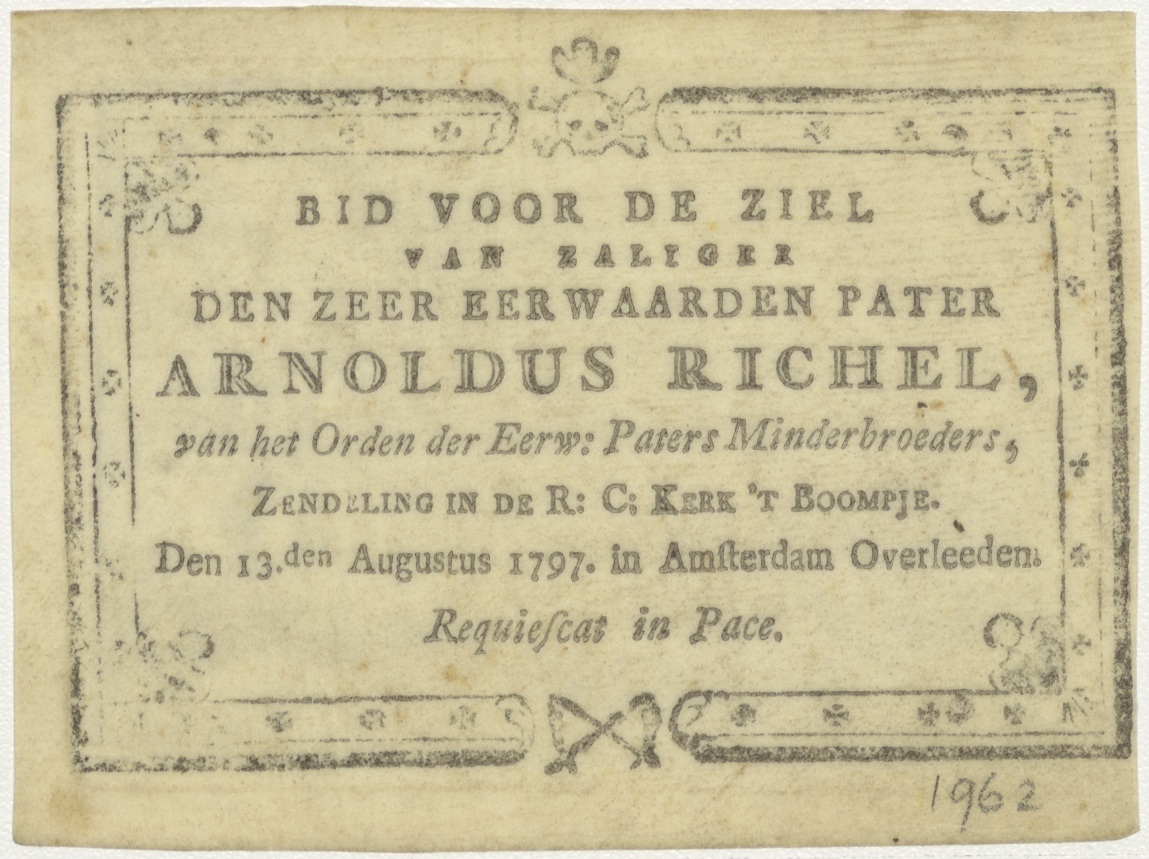 BID VOOR DE ZIEL
VAN ZALIGER
DEN ZEER EERWAARDEN PATER
ARNOLDUS RICHEL,
van het Orden der Eerw: Paters Minderbroeders,
ZENDELING IN DE R: C: KERK 'T BOOMPJE.
Den 13.den Augustus 1797. in Amſterdam Overleeden.
Requieſcat in Pace.
1962